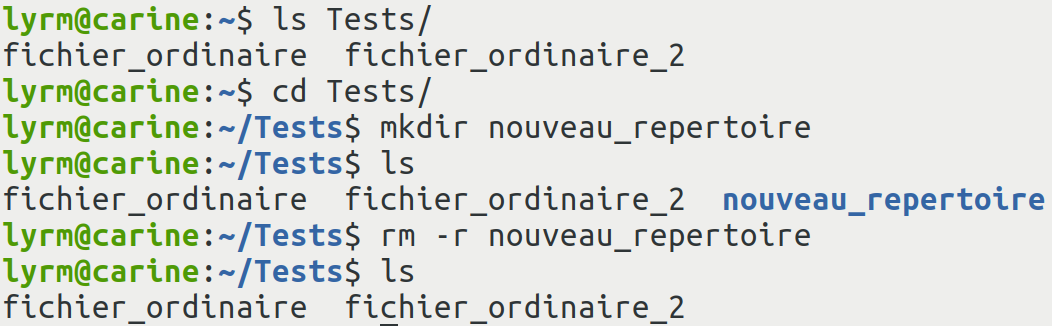 lyrm@carine:~$ ls Tests/
fichier_ordinaire  fichier_ordinaire_2
lyrm@carine:~$ cd Tests/
lyrm@carine:~/Tests$ mkdir nouveau_repertoire
lyrm@carine:~/Tests$ ls
fichier_ordinaire  fichier_ordinaire_2  nouveau_repertoire
lyrm@carine:~/Tests$ rm -r nouveau_repertoire
lyrm@carine:~/Tests$ ls
fichier_ordinaire  fichier_ordinaire_2